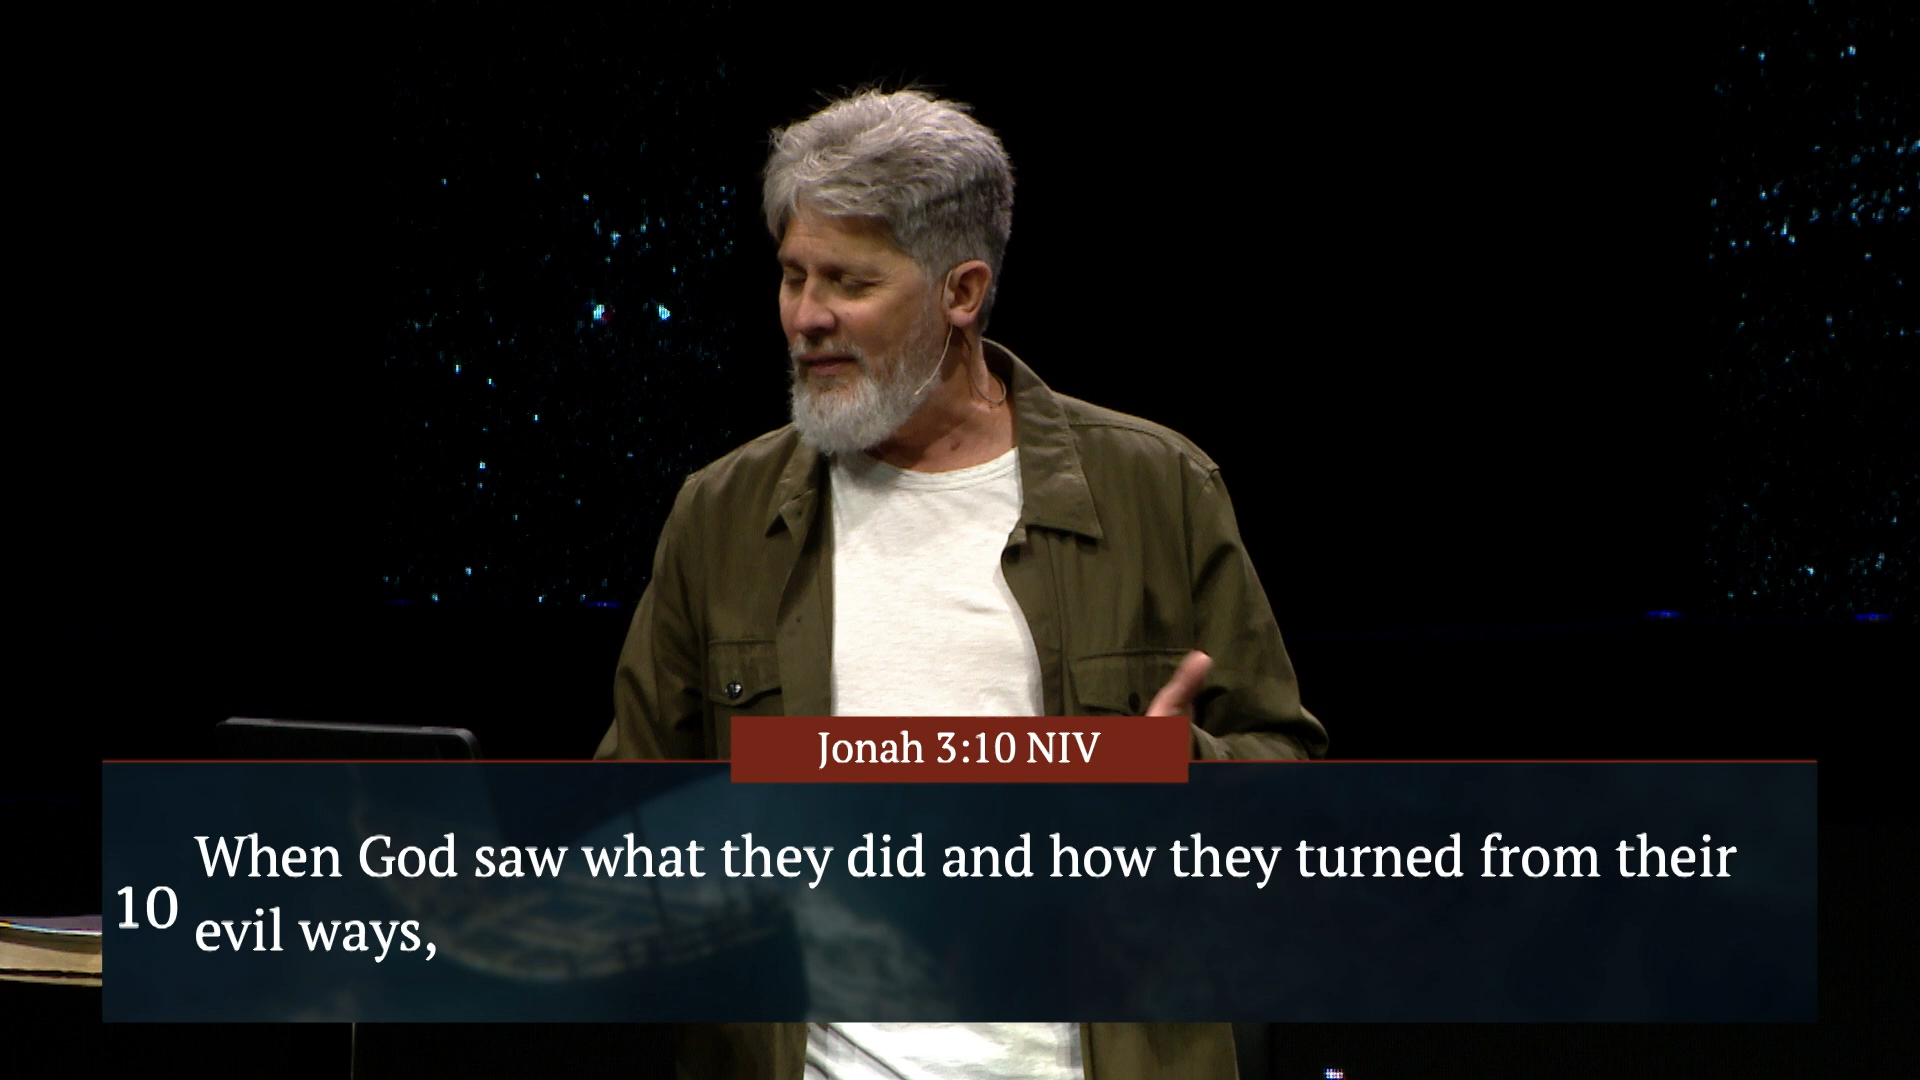 Jonah 3:10 NIV
10 When God saw what they did and how they turned from their
evil ways,